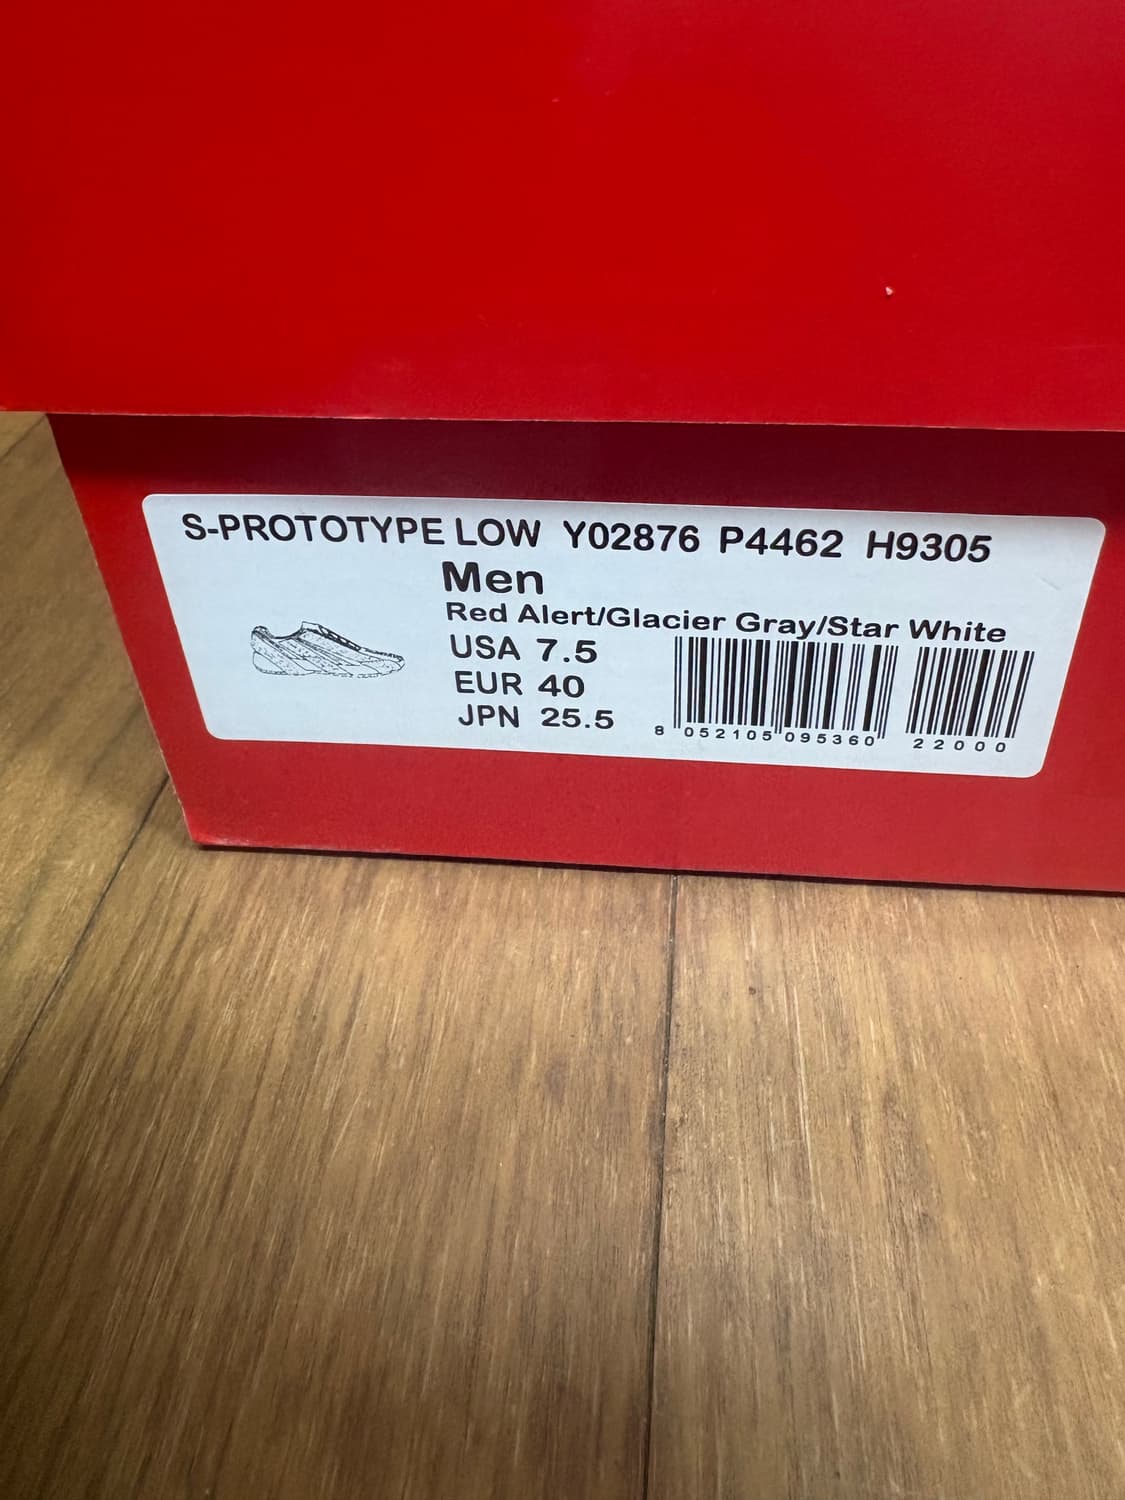 S-PROTOTYPE LOW Y02876 P4462 H9305
Men
Red Alert/Glacier Gray/Star White
USA 7.5
EUR 40
JPN 25.5
8 052105 095360 22000